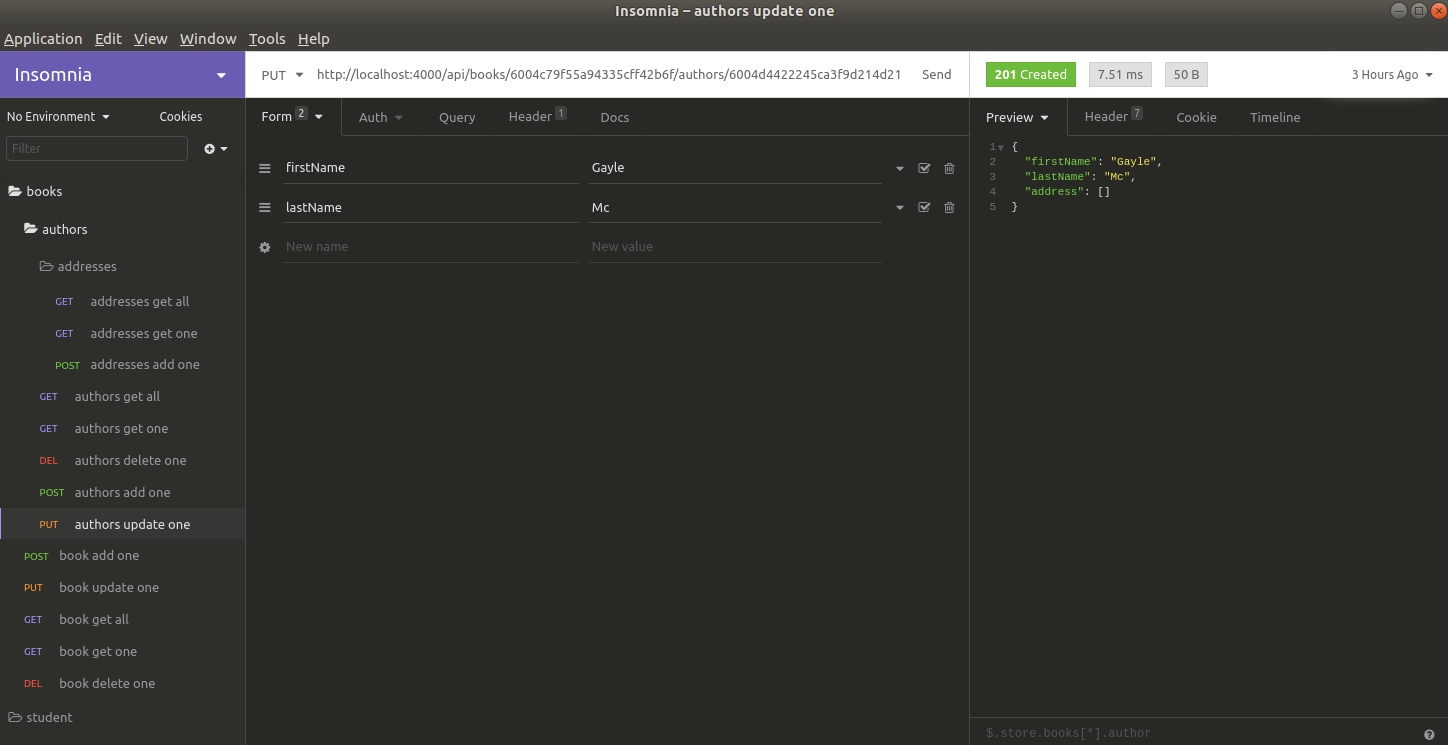 Insomnia – authors update one
Application Edit View Window Tools Help
Insomnia
PUT http://localhost:4000/api/books/6004c79f55a94335cff42b6f/authors/6004d4422245ca3f9d214d21 Send
201 Created 7.51 ms 50 B 3 Hours Ago
No Environment Cookies
Filter
books
authors
addresses
GET addresses get all
GET addresses get one
POST addresses add one
GET authors get all
GET authors get one
DEL authors delete one
POST authors add one
PUT authors update one
POST book add one
PUT book update one
GET book get all
GET book get one
DEL book delete one
student
Form 2 Auth Query Header 1 Docs
firstName Gayle
lastName Mc
New name New value
Preview Header 7 Cookie Timeline
1 {
2 "firstName": "Gayle",
3 "lastName": "Mc",
4 "address": []
5 }
$.store.books[*].author